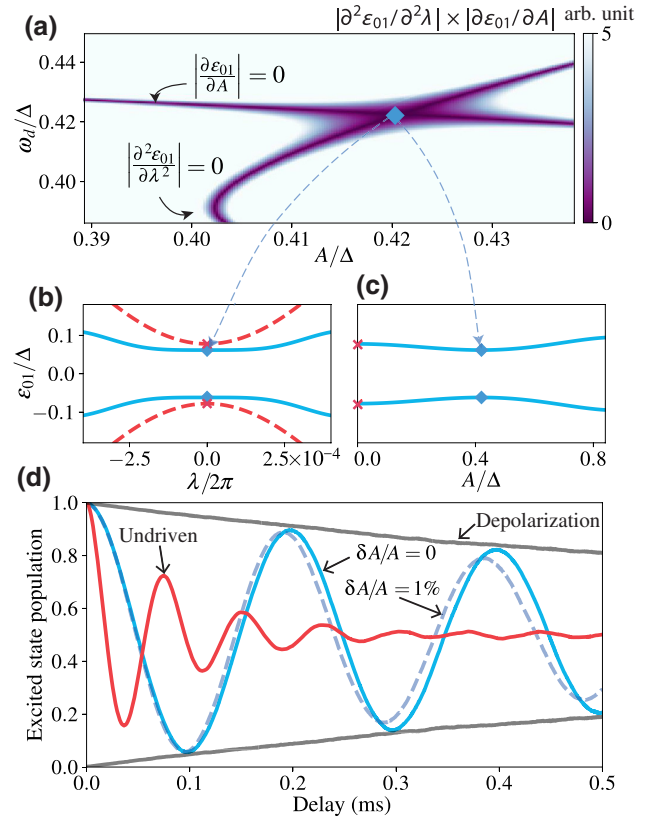 (a)
|∂²ε₀₁/∂²λ| × |∂ε₀₁/∂A| arb. unit
|∂ε₀₁/∂A| = 0
|∂²ε₀₁/∂λ²| = 0
ω_d/Δ
0.44
0.42
0.40
0.39 0.40 0.41 0.42 0.43
A/Δ
5
0
(b)
(c)
ε₀₁/Δ
0.1
0.0
−0.1
−2.5 0.0 2.5×10⁻⁴
λ/2π
0.0 0.4 0.8
A/Δ
(d)
Excited state population
1.0
0.8
0.6
0.4
0.2
0.0
Undriven
Depolarization
δA/A = 0
δA/A = 1%
0.0 0.1 0.2 0.3 0.4 0.5
Delay (ms)